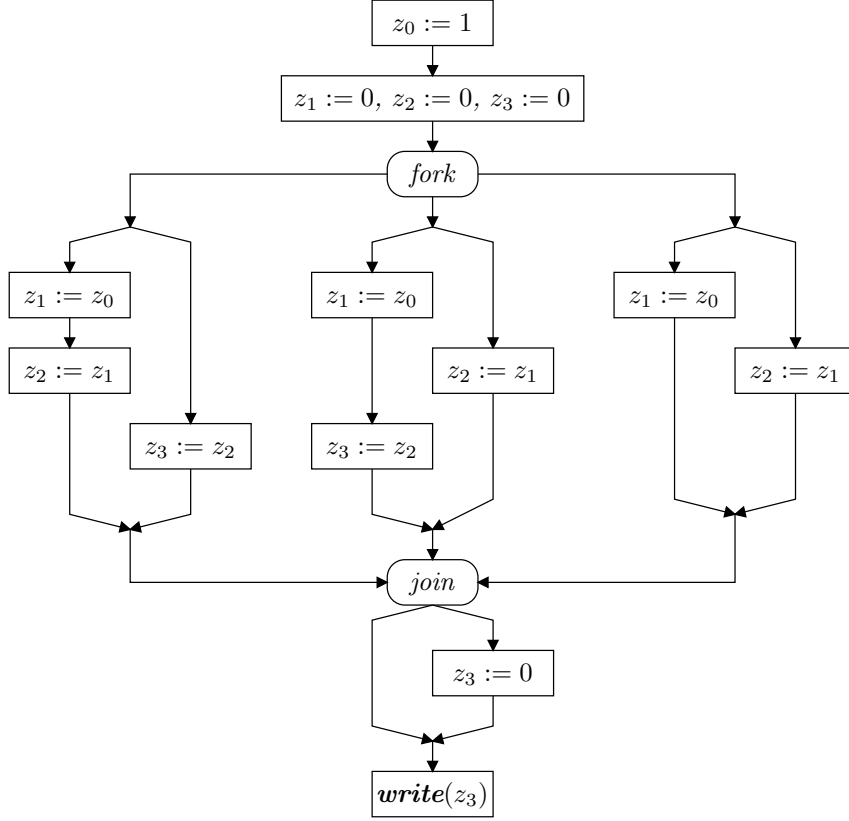 z_0 := 1
z_1 := 0, z_2 := 0, z_3 := 0
fork
z_1 := z_0
z_1 := z_0
z_1 := z_0
z_2 := z_1
z_2 := z_1
z_2 := z_1
z_3 := z_2
z_3 := z_2
join
z_3 := 0
write(z_3)